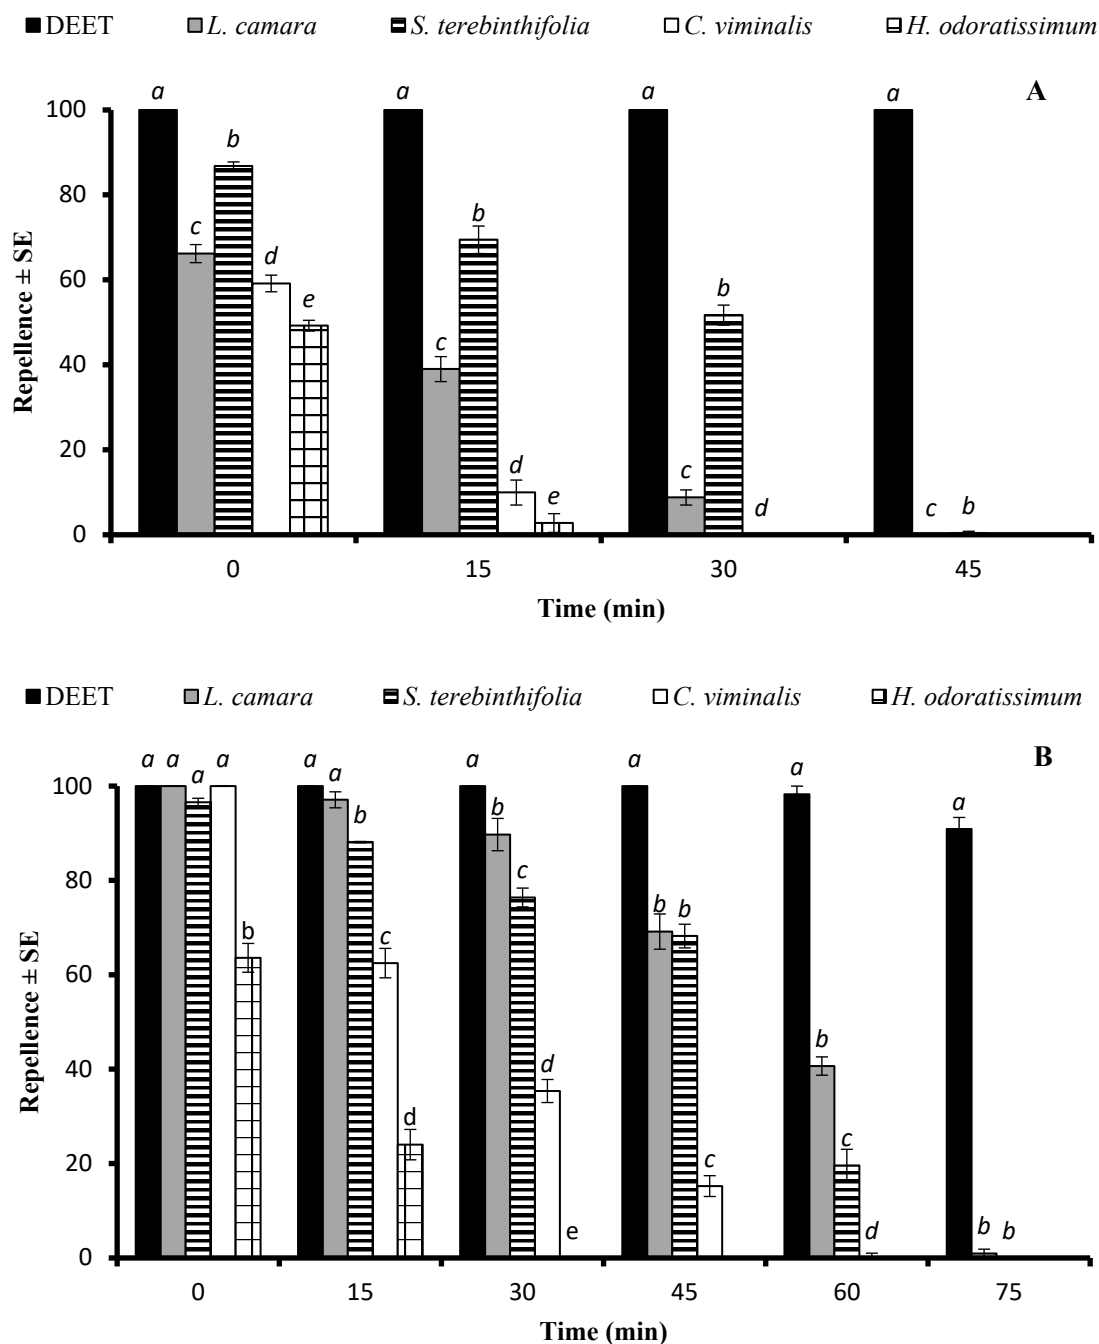 DEET L. camara S. terebinthifolia C. viminalis H. odoratissimum
A
a a a a
100
b
80
b
c
d
60
b
e
c
40
20
d
c
e
d
c b
0
0 15 30 45
Repellence ± SE
Time (min)
DEET L. camara S. terebinthifolia C. viminalis H. odoratissimum
B
a a a a a a a a a
a
100
b b
c
80
b b
b
c
60
d
40
b
d
c
20
c
e
d
b b
0
0 15 30 45 60 75
Repellence ± SE
Time (min)